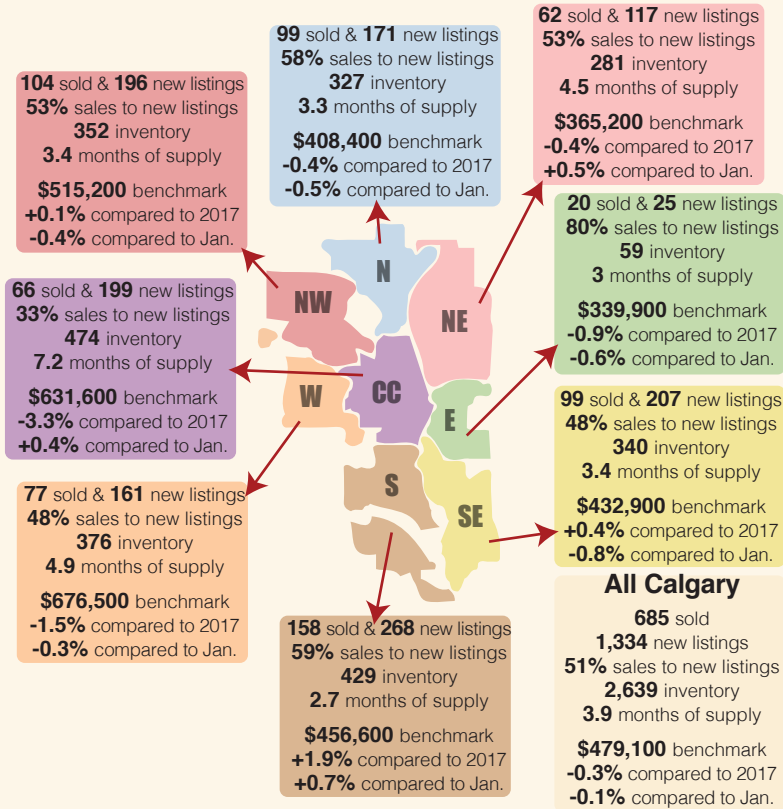 104 sold & 196 new listings
53% sales to new listings
352 inventory
3.4 months of supply
$515,200 benchmark
+0.1% compared to 2017
-0.4% compared to Jan.
99 sold & 171 new listings
58% sales to new listings
327 inventory
3.3 months of supply
$408,400 benchmark
-0.4% compared to 2017
-0.5% compared to Jan.
62 sold & 117 new listings
53% sales to new listings
281 inventory
4.5 months of supply
$365,200 benchmark
-0.4% compared to 2017
+0.5% compared to Jan.
20 sold & 25 new listings
80% sales to new listings
59 inventory
3 months of supply
$339,900 benchmark
-0.9% compared to 2017
-0.6% compared to Jan.
66 sold & 199 new listings
33% sales to new listings
474 inventory
7.2 months of supply
$631,600 benchmark
-3.3% compared to 2017
+0.4% compared to Jan.
N
NW
NE
W
CC
E
S
SE
99 sold & 207 new listings
48% sales to new listings
340 inventory
3.4 months of supply
$432,900 benchmark
+0.4% compared to 2017
-0.8% compared to Jan.
77 sold & 161 new listings
48% sales to new listings
376 inventory
4.9 months of supply
$676,500 benchmark
-1.5% compared to 2017
-0.3% compared to Jan.
158 sold & 268 new listings
59% sales to new listings
429 inventory
2.7 months of supply
$456,600 benchmark
+1.9% compared to 2017
+0.7% compared to Jan.
All Calgary
685 sold
1,334 new listings
51% sales to new listings
2,639 inventory
3.9 months of supply
$479,100 benchmark
-0.3% compared to 2017
-0.1% compared to Jan.